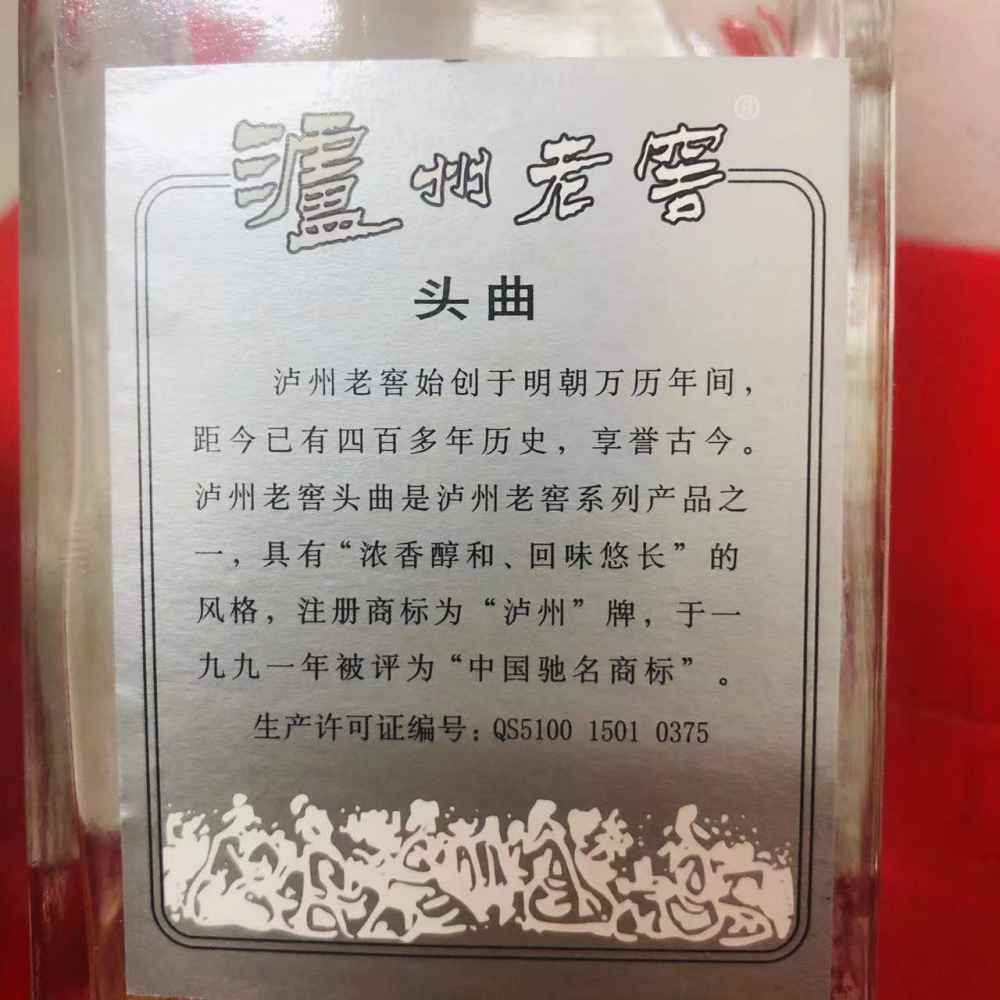 泸州老窖®
头曲
泸州老窖始创于明朝万历年间，
距今已有四百多年历史，享誉古今。
泸州老窖头曲是泸州老窖系列产品之
一，具有“浓香醇和、回味悠长”的
风格，注册商标为“泸州”牌，于一
九九一年被评为“中国驰名商标”。
生产许可证编号：QS5100 1501 0375